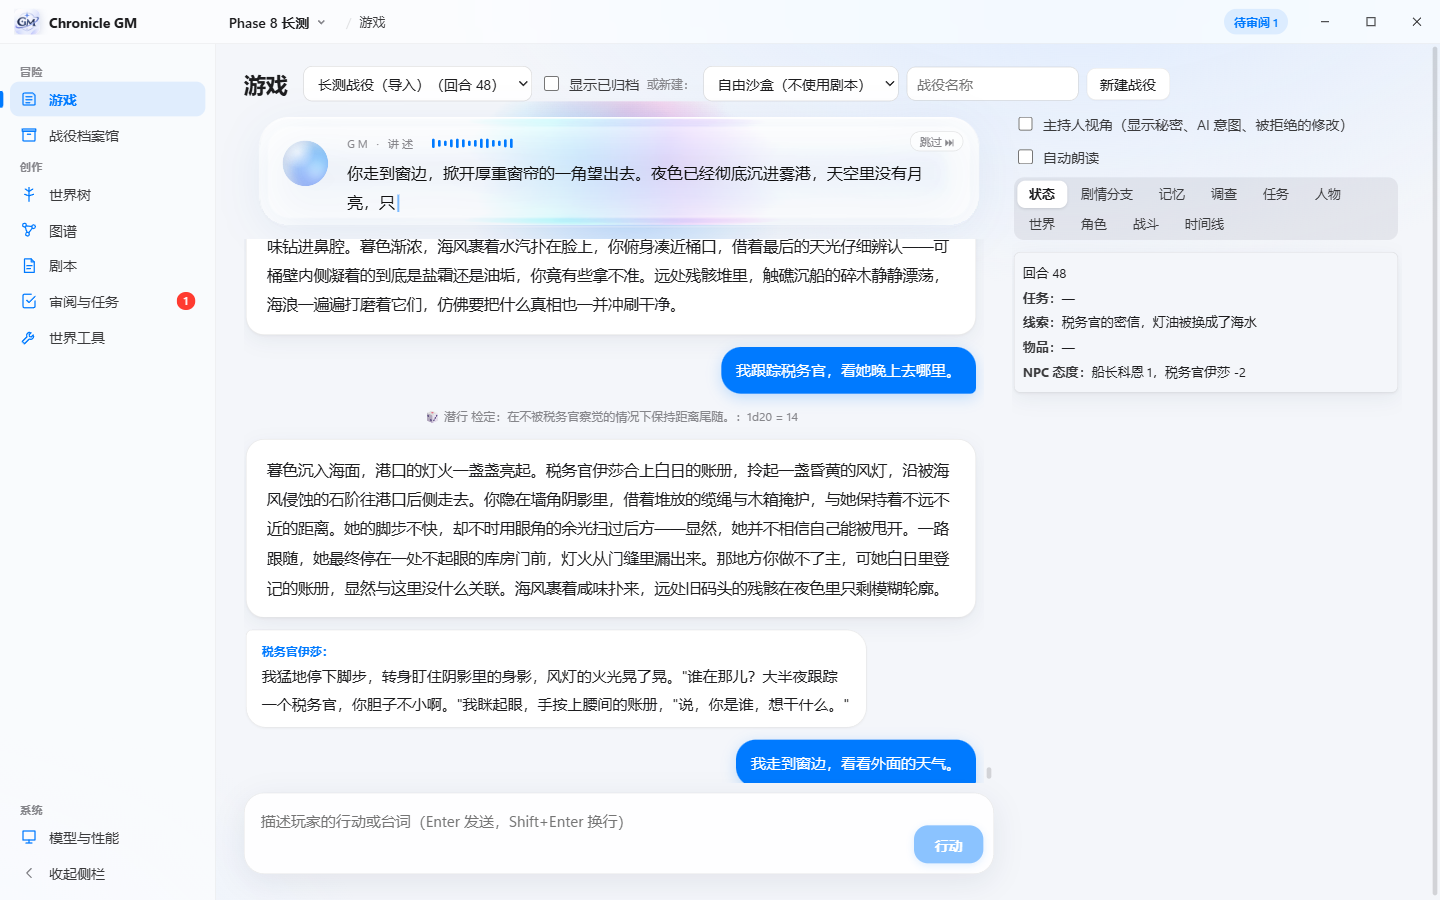 Chronicle GM
Phase 8 长测
/
游戏
待审阅 1
冒险
游戏
战役档案馆
创作
世界树
图谱
剧本
审阅与任务
1
世界工具
系统
模型与性能
收起侧栏
游戏
长测战役（导入）（回合 48）
显示已归档
或新建：
自由沙盒（不使用剧本）
战役名称
新建战役
GM · 讲述
跳过 ⏭
你走到窗边，掀开厚重窗帘的一角望出去。夜色已经彻底沉进雾港，天空里没有月
亮，只
味钻进鼻腔。暮色渐浓，海风裹着水汽扑在脸上，你俯身凑近桶口，借着最后的天光仔细辨认——可
桶壁内侧凝着的到底是盐霜还是油垢，你竟有些拿不准。远处残骸堆里，触礁沉船的碎木静静漂荡，
海浪一遍遍打磨着它们，仿佛要把什么真相也一并冲刷干净。
我跟踪税务官，看她晚上去哪里。
潜行 检定：在不被税务官察觉的情况下保持距离尾随。：1d20 = 14
暮色沉入海面，港口的灯火一盏盏亮起。税务官伊莎合上白日的账册，拎起一盏昏黄的风灯，沿被海
风侵蚀的石阶往港口后侧走去。你隐在墙角阴影里，借着堆放的缆绳与木箱掩护，与她保持着不远不
近的距离。她的脚步不快，却不时用眼角的余光扫过后方——显然，她并不相信自己能被甩开。一路
跟随，她最终停在一处不起眼的库房门前，灯火从门缝里漏出来。那地方你做不了主，可她白日里登
记的账册，显然与这里没什么关联。海风裹着咸味扑来，远处旧码头的残骸在夜色里只剩模糊轮廓。
税务官伊莎：
我猛地停下脚步，转身盯住阴影里的身影，风灯的火光晃了晃。"谁在那儿？大半夜跟踪
一个税务官，你胆子不小啊。"我眯起眼，手按上腰间的账册，"说，你是谁，想干什么。"
我走到窗边，看看外面的天气。
描述玩家的行动或台词（Enter 发送，Shift+Enter 换行）
行动
主持人视角（显示秘密、AI 意图、被拒绝的修改）
自动朗读
状态
剧情分支
记忆
调查
任务
人物
世界
角色
战斗
时间线
回合 48
任务：—
线索：税务官的密信，灯油被换成了海水
物品：—
NPC 态度：船长科恩 1，税务官伊莎 -2